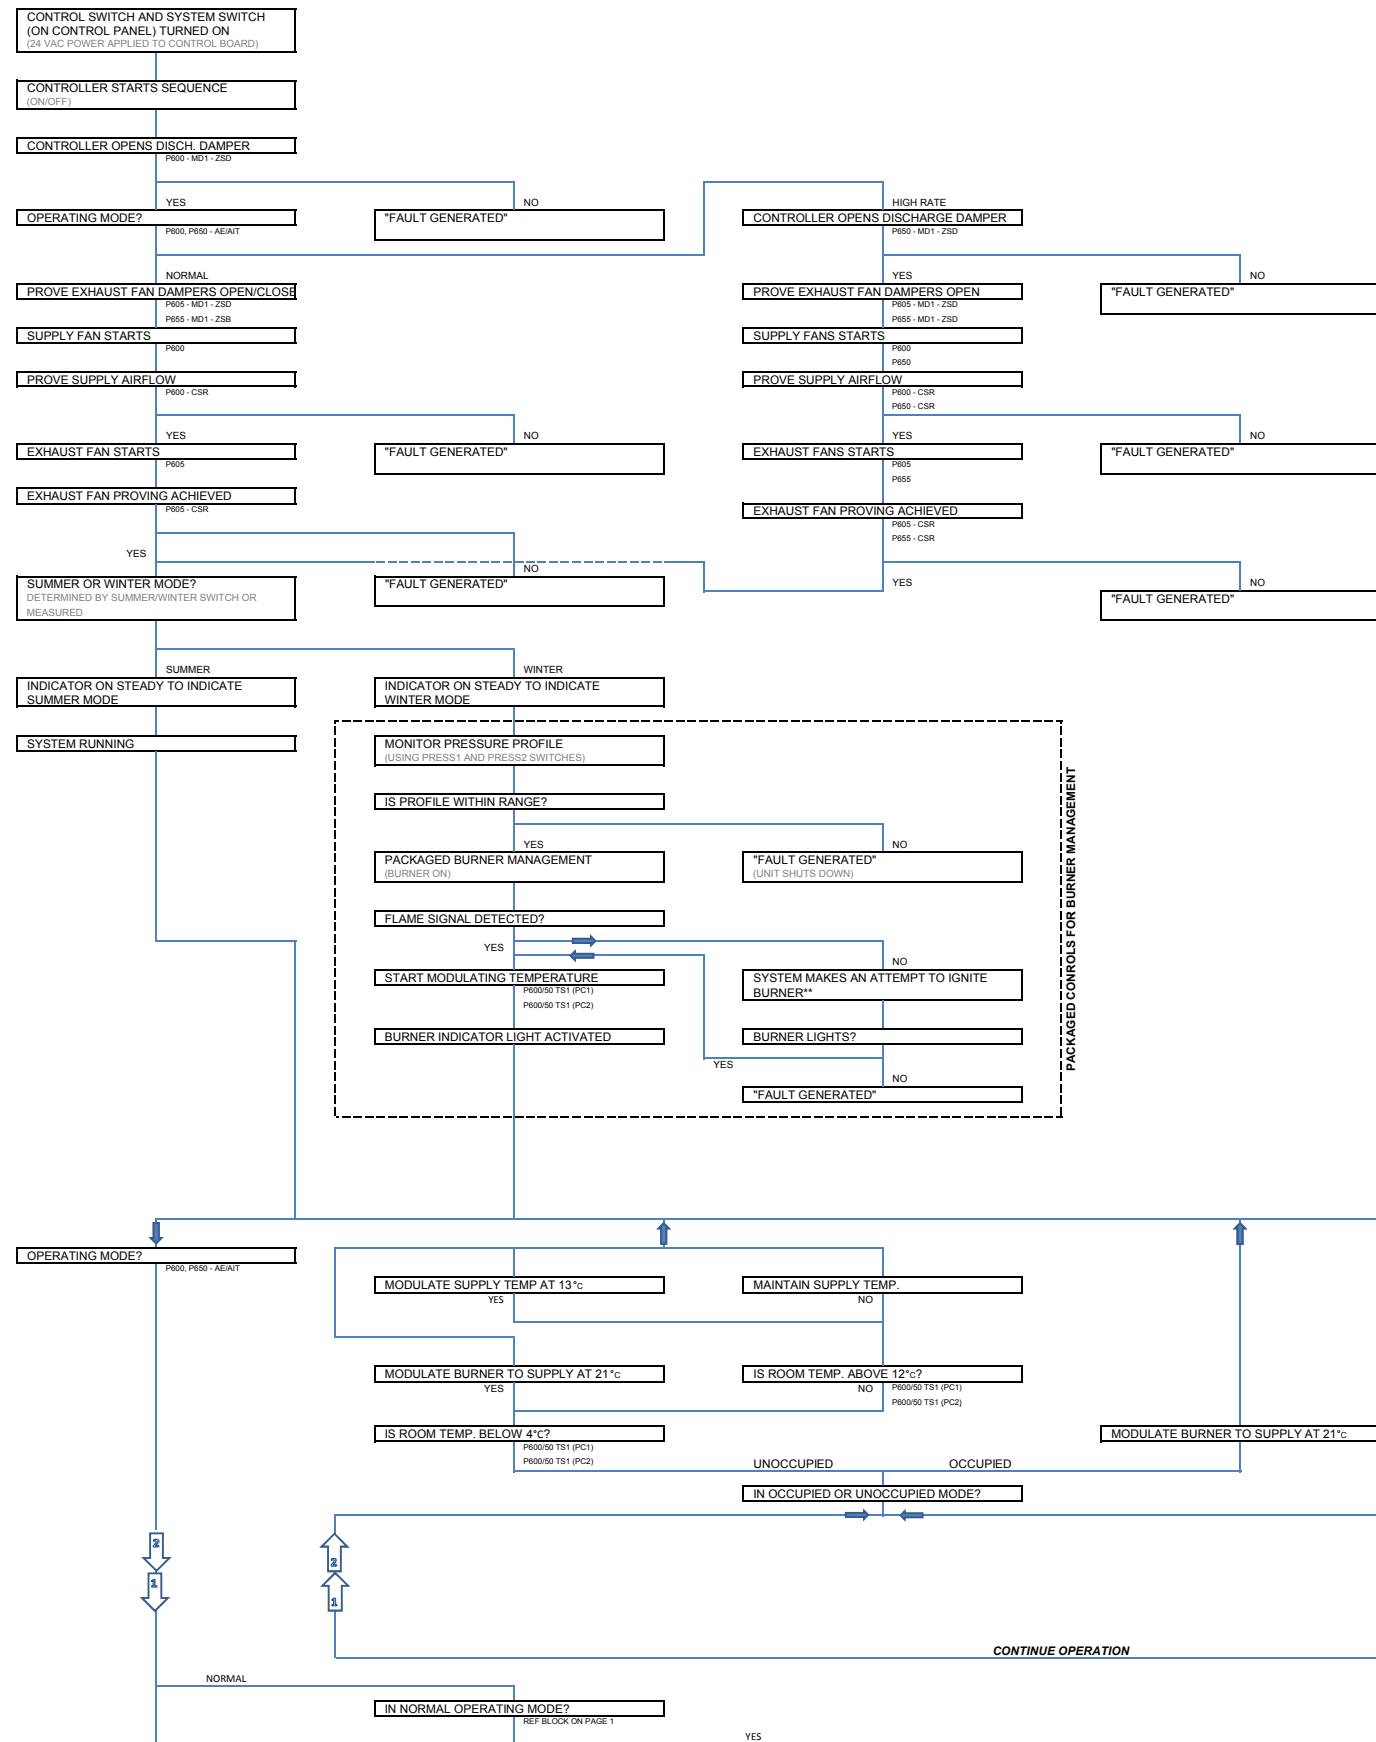 CONTROL SWITCH AND SYSTEM SWITCH
(ON CONTROL PANEL) TURNED ON
(24 VAC POWER APPLIED TO CONTROL BOARD)
CONTROLLER STARTS SEQUENCE
(ON/OFF)
CONTROLLER OPENS DISCH. DAMPER
P600 - MD1 - ZSD
YES
NO
HIGH RATE
OPERATING MODE?
"FAULT GENERATED"
CONTROLLER OPENS DISCHARGE DAMPER
P600, P650 - AE/AIT
P650 - MD1 - ZSD
NORMAL
YES
NO
PROVE EXHAUST FAN DAMPERS OPEN/CLOSE
PROVE EXHAUST FAN DAMPERS OPEN
"FAULT GENERATED"
P605 - MD1 - ZSD
P605 - MD1 - ZSD
P655 - MD1 - ZSB
P655 - MD1 - ZSD
SUPPLY FAN STARTS
SUPPLY FANS STARTS
P600
P600
P650
PROVE SUPPLY AIRFLOW
PROVE SUPPLY AIRFLOW
P600 - CSR
P600 - CSR
P650 - CSR
YES
NO
YES
NO
EXHAUST FAN STARTS
"FAULT GENERATED"
EXHAUST FANS STARTS
"FAULT GENERATED"
P605
P605
P655
EXHAUST FAN PROVING ACHIEVED
EXHAUST FAN PROVING ACHIEVED
P605 - CSR
P605 - CSR
P655 - CSR
YES
NO
YES
NO
SUMMER OR WINTER MODE?
DETERMINED BY SUMMER/WINTER SWITCH OR
MEASURED
"FAULT GENERATED"
"FAULT GENERATED"
SUMMER
WINTER
INDICATOR ON STEADY TO INDICATE
SUMMER MODE
INDICATOR ON STEADY TO INDICATE
WINTER MODE
SYSTEM RUNNING
MONITOR PRESSURE PROFILE
(USING PRESS1 AND PRESS2 SWITCHES)
IS PROFILE WITHIN RANGE?
YES
NO
PACKAGED BURNER MANAGEMENT
(BURNER ON)
"FAULT GENERATED"
(UNIT SHUTS DOWN)
FLAME SIGNAL DETECTED?
YES
NO
START MODULATING TEMPERATURE
P600/50 TS1 (PC1)
P600/50 TS1 (PC2)
SYSTEM MAKES AN ATTEMPT TO IGNITE
BURNER**
BURNER INDICATOR LIGHT ACTIVATED
BURNER LIGHTS?
YES
NO
"FAULT GENERATED"
PACKAGED CONROLS FOR BURNER MANAGEMENT
OPERATING MODE?
P600, P650 - AE/AIT
MODULATE SUPPLY TEMP AT 13°c
MAINTAIN SUPPLY TEMP.
YES
NO
MODULATE BURNER TO SUPPLY AT 21°c
IS ROOM TEMP. ABOVE 12°c?
YES
NO
P600/50 TS1 (PC1)
P600/50 TS1 (PC2)
IS ROOM TEMP. BELOW 4°c?
P600/50 TS1 (PC1)
P600/50 TS1 (PC2)
MODULATE BURNER TO SUPPLY AT 21°c
UNOCCUPIED
OCCUPIED
IN OCCUPIED OR UNOCCUPIED MODE?
2
2
1
1
CONTINUE OPERATION
NORMAL
IN NORMAL OPERATING MODE?
REF BLOCK ON PAGE 1
YES